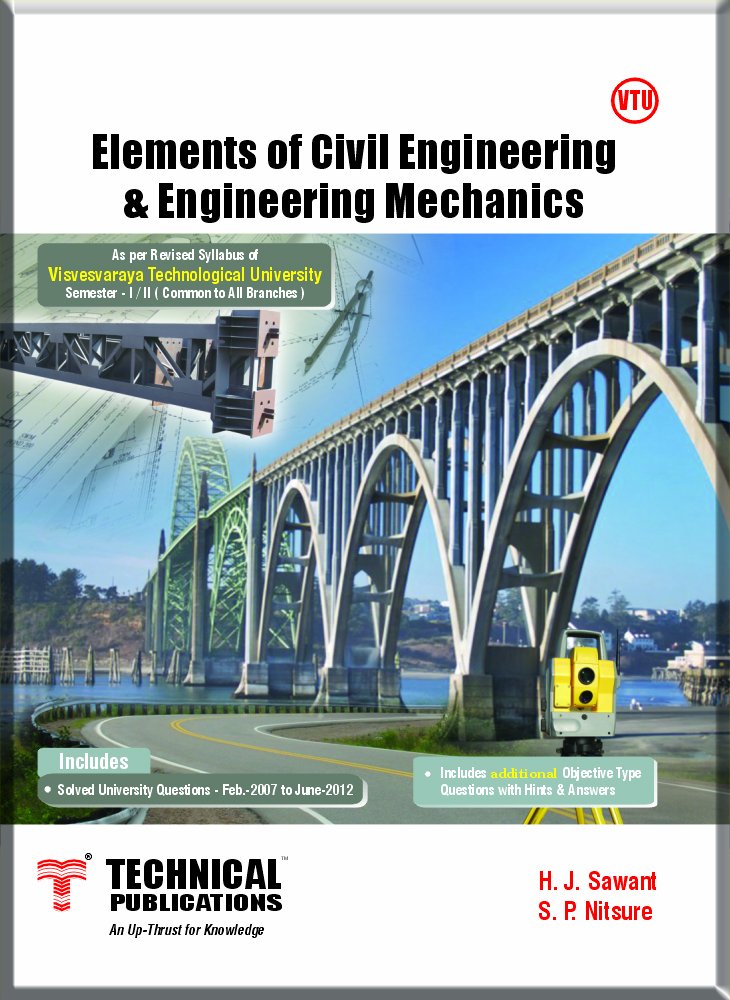 VTU
Elements of Civil Engineering
& Engineering Mechanics
As per Revised Syllabus of
Visvesvaraya Technological University
Semester - I / II ( Common to All Branches )
Includes
• Solved University Questions - Feb.-2007 to June-2012
• Includes additional Objective Type
Questions with Hints & Answers
®
TECHNICAL™
PUBLICATIONS
An Up-Thrust for Knowledge
H. J. Sawant
S. P. Nitsure